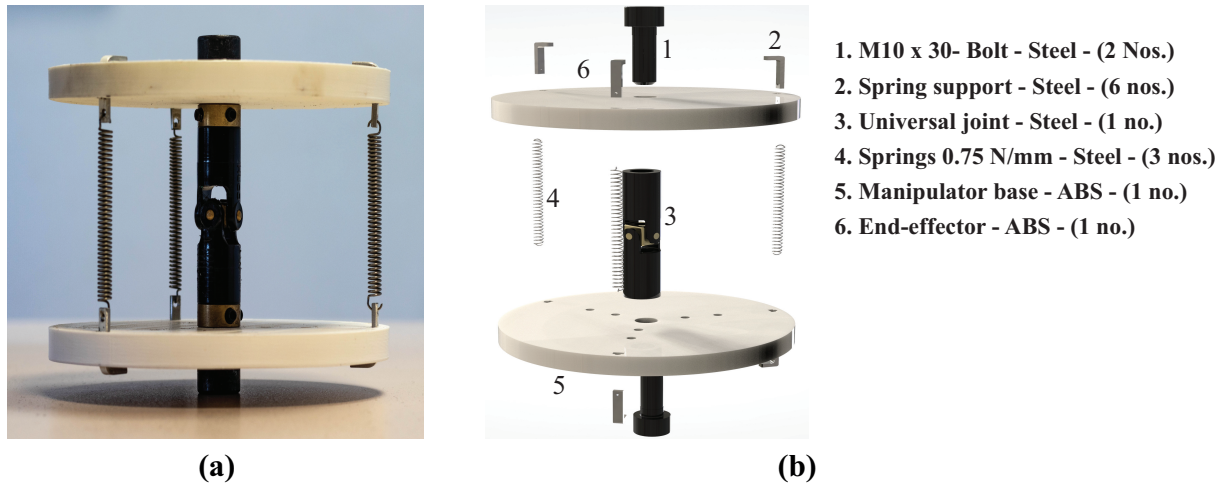 1
2
6
4
3
5
1. M10 x 30- Bolt - Steel - (2 Nos.)
2. Spring support - Steel - (6 nos.)
3. Universal joint - Steel - (1 no.)
4. Springs 0.75 N/mm - Steel - (3 nos.)
5. Manipulator base - ABS - (1 no.)
6. End-effector - ABS - (1 no.)
(a)
(b)